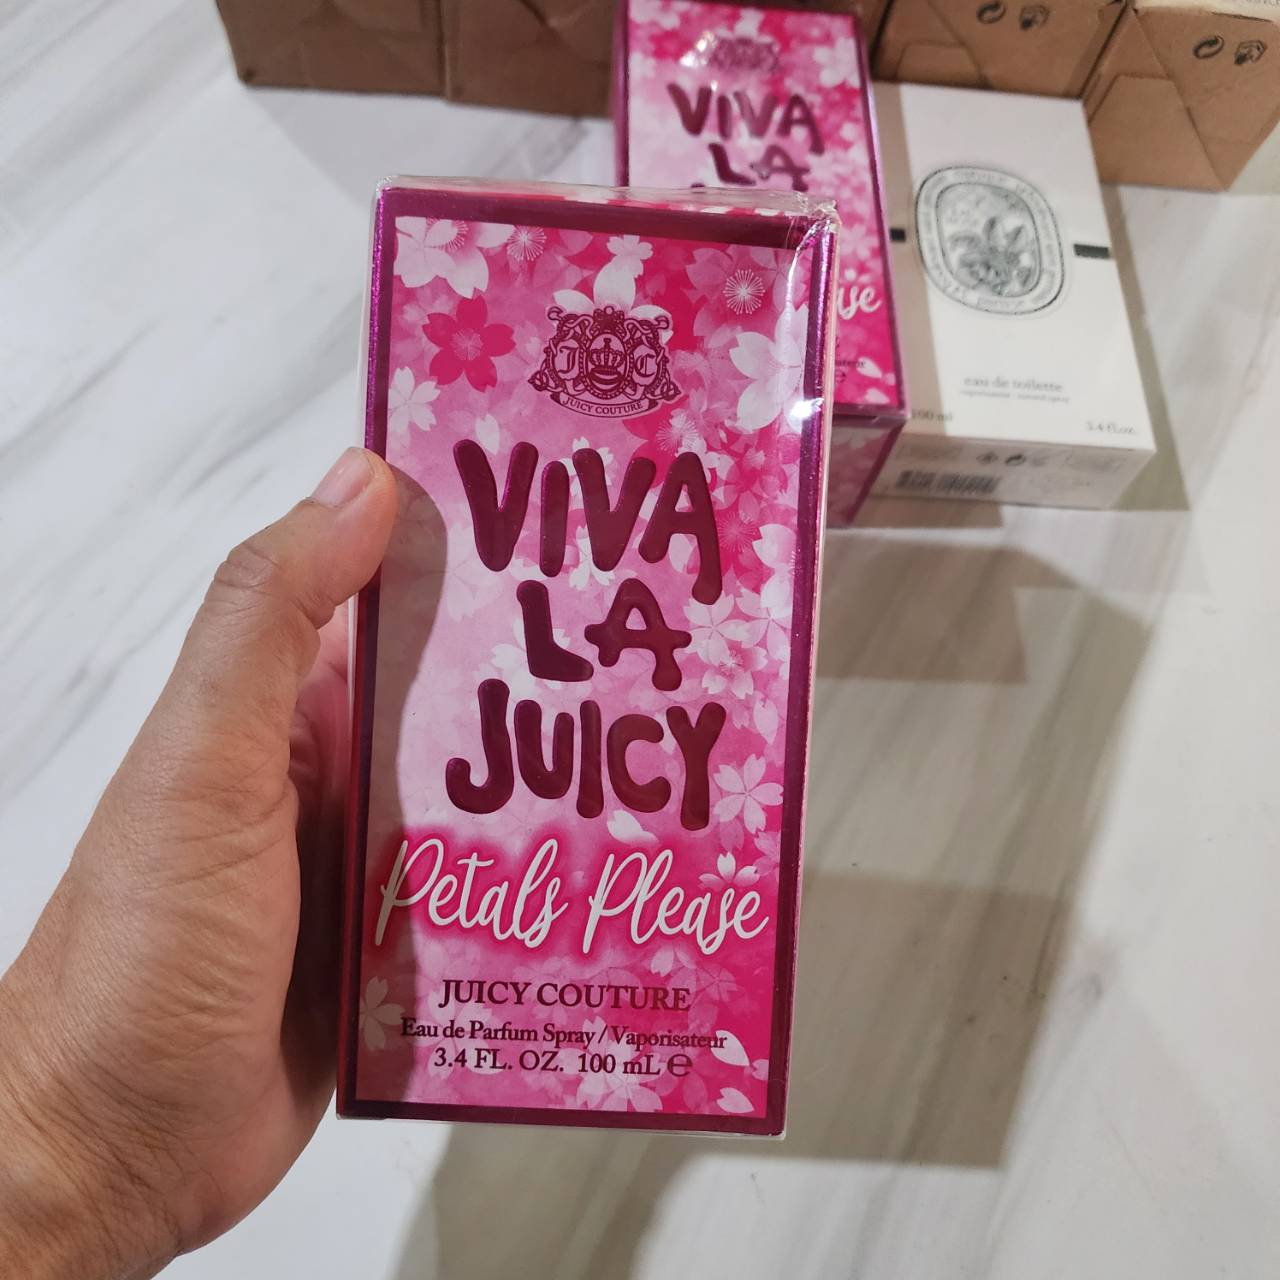 J C
JUICY COUTURE
VIVA
LA
JUICY
Petals Please
JUICY COUTURE
Eau de Parfum Spray / Vaporisateur
3.4 FL. OZ. 100 mL ℮
VIVA
LA
eau de toilette
100 ml
3.4 fl.oz.